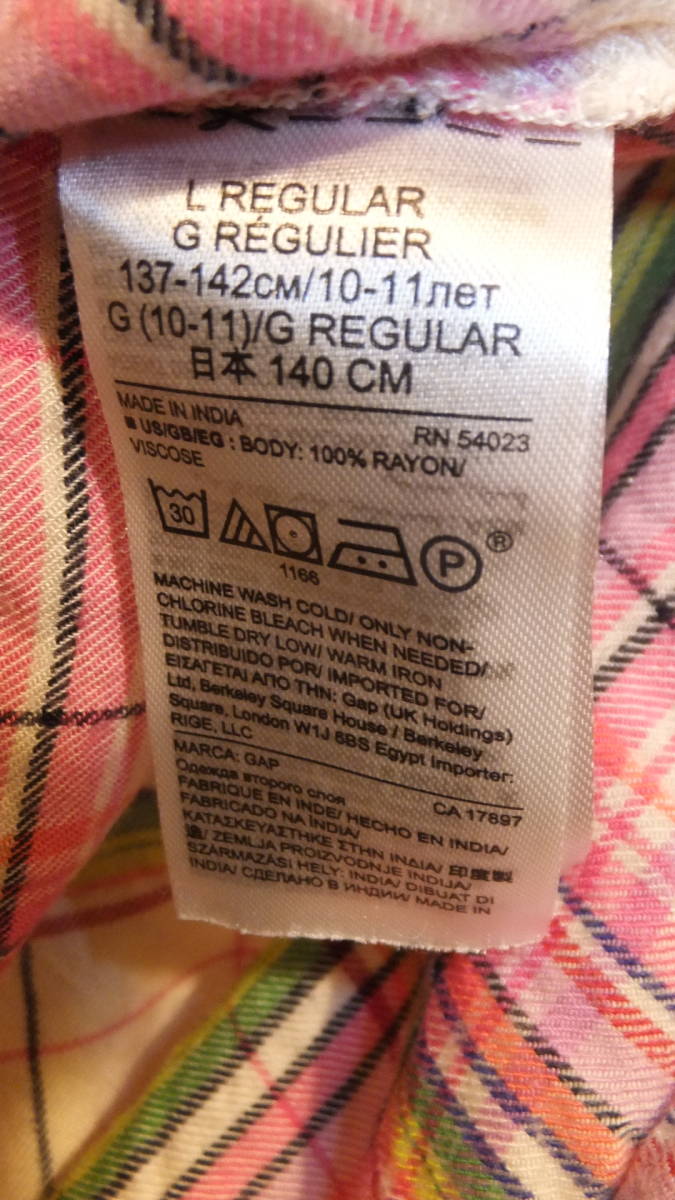 L REGULAR
G RÉGULIER
137-142см/10-11лет
G (10-11)/G REGULAR
日本 140 CM
MADE IN INDIA
RN 54023
■ US/GB/EG : BODY: 100% RAYON/
VISCOSE
30
1166
P®
MACHINE WASH COLD/ ONLY NON-
CHLORINE BLEACH WHEN NEEDED/
TUMBLE DRY LOW/ WARM IRON
DISTRIBUIDO POR/ IMPORTED FOR/
ΕΙΣΑΓΕΤΑΙ ΑΠΟ ΤΗΝ: Gap (UK Holdings)
Ltd, Berkeley Square House / Berkeley
Square, London W1J 6BS Egypt Importer:
RIGE, LLC
MARCA: GAP
Одежда второго слоя
CA 17897
FABRIQUE EN INDE/ HECHO EN INDIA/
FABRICADO NA ÍNDIA/
ΚΑΤΑΣΚΕΥΑΣΤΗΚΕ ΣΤΗΝ ΙΝΔΙΑ/ 印度製
造/ ZEMLJA PROIZVODNJE INDIJA/
SZÁRMAZÁSI HELY: INDIA/ DIBUAT DI
INDIA/ СДЕЛАНО В ИНДИИ/ MADE IN